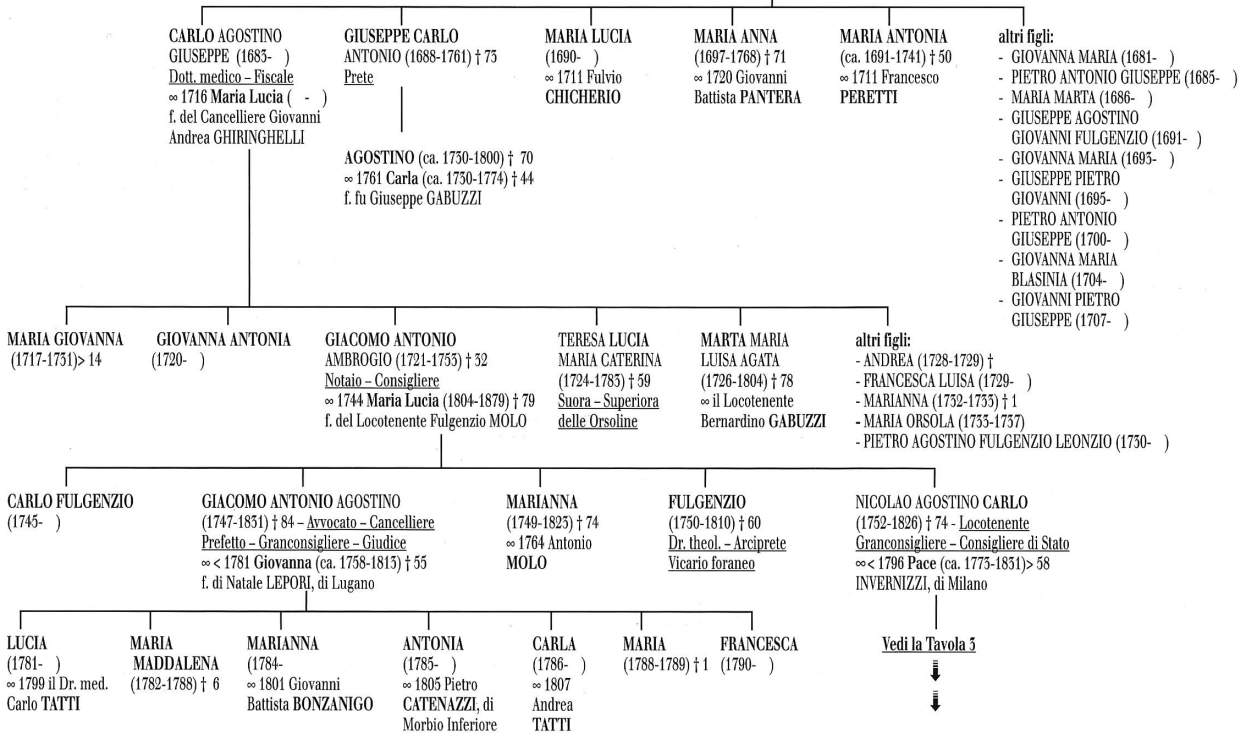 CARLO AGOSTINO
GIUSEPPE (1683- )
Dott. medico – Fiscale
∞ 1716 Maria Lucia ( - )
f. del Cancelliere Giovanni
Andrea GHIRINGHELLI
GIUSEPPE CARLO
ANTONIO (1688-1761) † 73
Prete
AGOSTINO (ca. 1730-1800) † 70
∞ 1761 Carla (ca. 1730-1774) † 44
f. fu Giuseppe GABUZZI
MARIA LUCIA
(1690- )
∞ 1711 Fulvio
CHICHERIO
MARIA ANNA
(1697-1768) † 71
∞ 1720 Giovanni
Battista PANTERA
MARIA ANTONIA
(ca. 1691-1741) † 50
∞ 1711 Francesco
PERETTI
altri figli:
- GIOVANNA MARIA (1681- )
- PIETRO ANTONIO GIUSEPPE (1685- )
- MARIA MARTA (1686- )
- GIUSEPPE AGOSTINO
GIOVANNI FULGENZIO (1691- )
- GIOVANNA MARIA (1693- )
- GIUSEPPE PIETRO
GIOVANNI (1695- )
- PIETRO ANTONIO
GIUSEPPE (1700- )
- GIOVANNA MARIA
BLASINIA (1704- )
- GIOVANNI PIETRO
GIUSEPPE (1707- )
MARIA GIOVANNA
(1717-1731)> 14
GIOVANNA ANTONIA
(1720- )
GIACOMO ANTONIO
AMBROGIO (1721-1753) † 32
Notaio – Consigliere
∞ 1744 Maria Lucia (1804-1879) † 79
f. del Locotenente Fulgenzio MOLO
TERESA LUCIA
MARIA CATERINA
(1724-1783) † 59
Suora – Superiora
delle Orsoline
MARTA MARIA
LUISA AGATA
(1726-1804) † 78
∞ il Locotenente
Bernardino GABUZZI
altri figli:
- ANDREA (1728-1729) †
- FRANCESCA LUISA (1729- )
- MARIANNA (1732-1733) † 1
- MARIA ORSOLA (1733-1737)
- PIETRO AGOSTINO FULGENZIO LEONZIO (1730- )
CARLO FULGENZIO
(1745- )
GIACOMO ANTONIO AGOSTINO
(1747-1831) † 84 – Avvocato – Cancelliere
Prefetto – Granconsigliere – Giudice
∞ < 1781 Giovanna (ca. 1758-1813) † 55
f. di Natale LEPORI, di Lugano
MARIANNA
(1749-1823) † 74
∞ 1764 Antonio
MOLO
FULGENZIO
(1750-1810) † 60
Dr. theol. – Arciprete
Vicario foraneo
NICOLAO AGOSTINO CARLO
(1752-1826) † 74 - Locotenente
Granconsigliere – Consigliere di Stato
∞< 1796 Pace (ca. 1773-1831)> 58
INVERNIZZI, di Milano
LUCIA
(1781- )
∞ 1799 il Dr. med.
Carlo TATTI
MARIA
MADDALENA
(1782-1788) † 6
MARIANNA
(1784-
∞ 1801 Giovanni
Battista BONZANIGO
ANTONIA
(1785- )
∞ 1805 Pietro
CATENAZZI, di
Morbio Inferiore
CARLA
(1786- )
∞ 1807
Andrea
TATTI
MARIA
(1788-1789) † 1
FRANCESCA
(1790- )
Vedi la Tavola 3